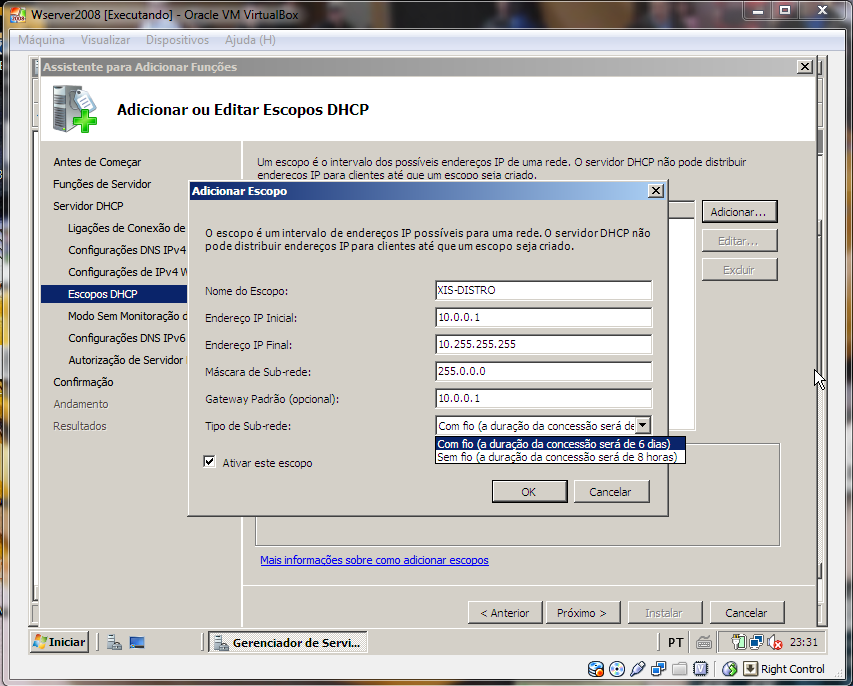 Wserver2008 [Executando] - Oracle VM VirtualBox
Máquina Visualizar Dispositivos Ajuda (H)
Assistente para Adicionar Funções
Adicionar ou Editar Escopos DHCP
Antes de Começar
Funções de Servidor
Servidor DHCP
Ligações de Conexão de
Configurações DNS IPv4
Configurações de IPv4 W
Escopos DHCP
Modo Sem Monitoração d
Configurações DNS IPv6
Autorização de Servidor
Confirmação
Andamento
Resultados
Um escopo é o intervalo dos possíveis endereços IP de uma rede. O servidor DHCP não pode distribuir
endereços IP para clientes até que um escopo seja criado.
Adicionar...
Editar...
Excluir
Adicionar Escopo
O escopo é um intervalo de endereços IP possíveis para uma rede. O servidor DHCP não
pode distribuir endereços IP para clientes até que um escopo seja criado.
Nome do Escopo: XIS-DISTRO
Endereço IP Inicial: 10.0.0.1
Endereço IP Final: 10.255.255.255
Máscara de Sub-rede: 255.0.0.0
Gateway Padrão (opcional): 10.0.0.1
Tipo de Sub-rede: Com fio (a duração da concessão será de
Com fio (a duração da concessão será de 6 dias)
Sem fio (a duração da concessão será de 8 horas)
Ativar este escopo
OK Cancelar
Mais informações sobre como adicionar escopos
< Anterior Próximo > Instalar Cancelar
Iniciar Gerenciador de Servi... PT 23:31
Right Control